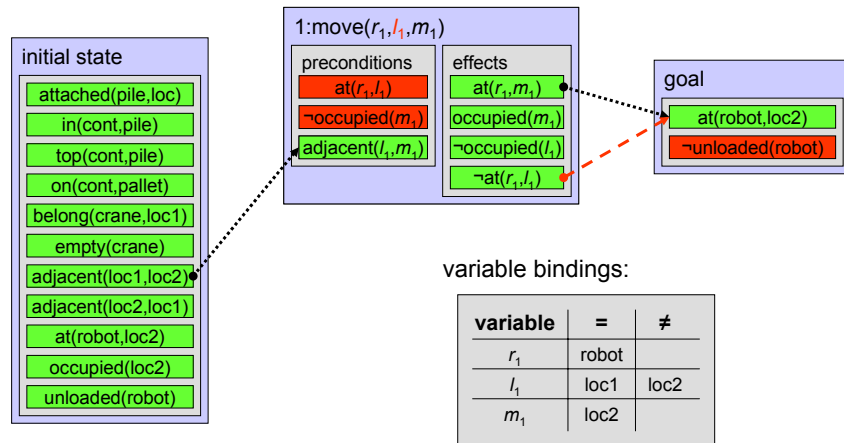 initial state
attached(pile,loc)
in(cont,pile)
top(cont,pile)
on(cont,pallet)
belong(crane,loc1)
empty(crane)
adjacent(loc1,loc2)
adjacent(loc2,loc1)
at(robot,loc2)
occupied(loc2)
unloaded(robot)
1:move(r₁,l₁,m₁)
preconditions
at(r₁,l₁)
¬occupied(m₁)
adjacent(l₁,m₁)
effects
at(r₁,m₁)
occupied(m₁)
¬occupied(l₁)
¬at(r₁,l₁)
goal
at(robot,loc2)
¬unloaded(robot)
variable bindings:
variable = ≠
r₁ robot
l₁ loc1 loc2
m₁ loc2